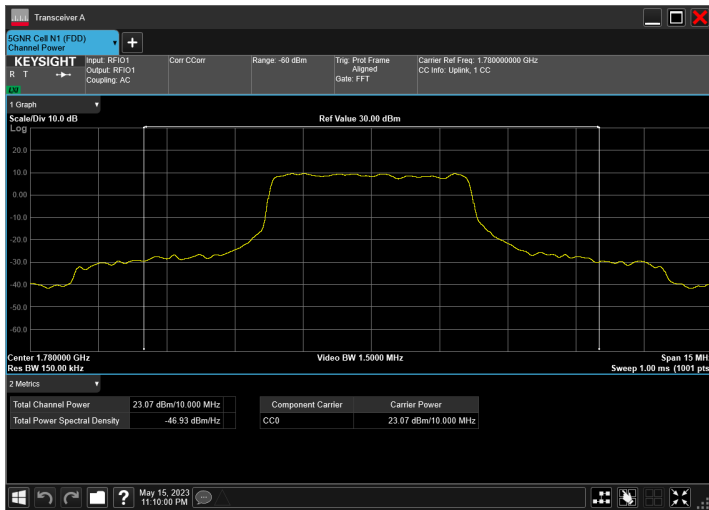 Transceiver A
5GNR Cell N1 (FDD)
Channel Power
KEYSIGHT
R T
LXI
Input: RFIO1
Output: RFIO1
Coupling: AC
Corr CCorr
Range: -60 dBm
Trig: Prot Frame
Aligned
Gate: FFT
Carrier Ref Freq: 1.780000000 GHz
CC Info: Uplink, 1 CC
1 Graph
Scale/Div 10.0 dB
Ref Value 30.00 dBm
Log
20.0
10.0
0.00
-10.0
-20.0
-30.0
-40.0
-50.0
-60.0
Center 1.780000 GHz
Video BW 1.5000 MHz
Span 15 MH
Res BW 150.00 kHz
Sweep 1.00 ms (1001 pts
2 Metrics
Total Channel Power 23.07 dBm/10.000 MHz
Total Power Spectral Density -46.93 dBm/Hz
Component Carrier Carrier Power
CC0 23.07 dBm/10.000 MHz
May 15, 2023
11:10:00 PM